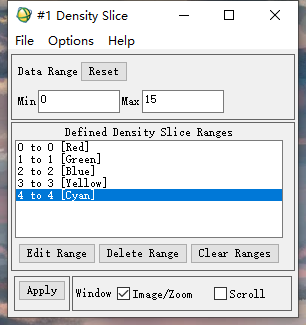 #1 Density Slice
File Options Help
Data Range Reset
Min 0 Max 15
Defined Density Slice Ranges
0 to 0 [Red]
1 to 1 [Green]
2 to 2 [Blue]
3 to 3 [Yellow]
4 to 4 [Cyan]
Edit Range Delete Range Clear Ranges
Apply Window Image/Zoom Scroll